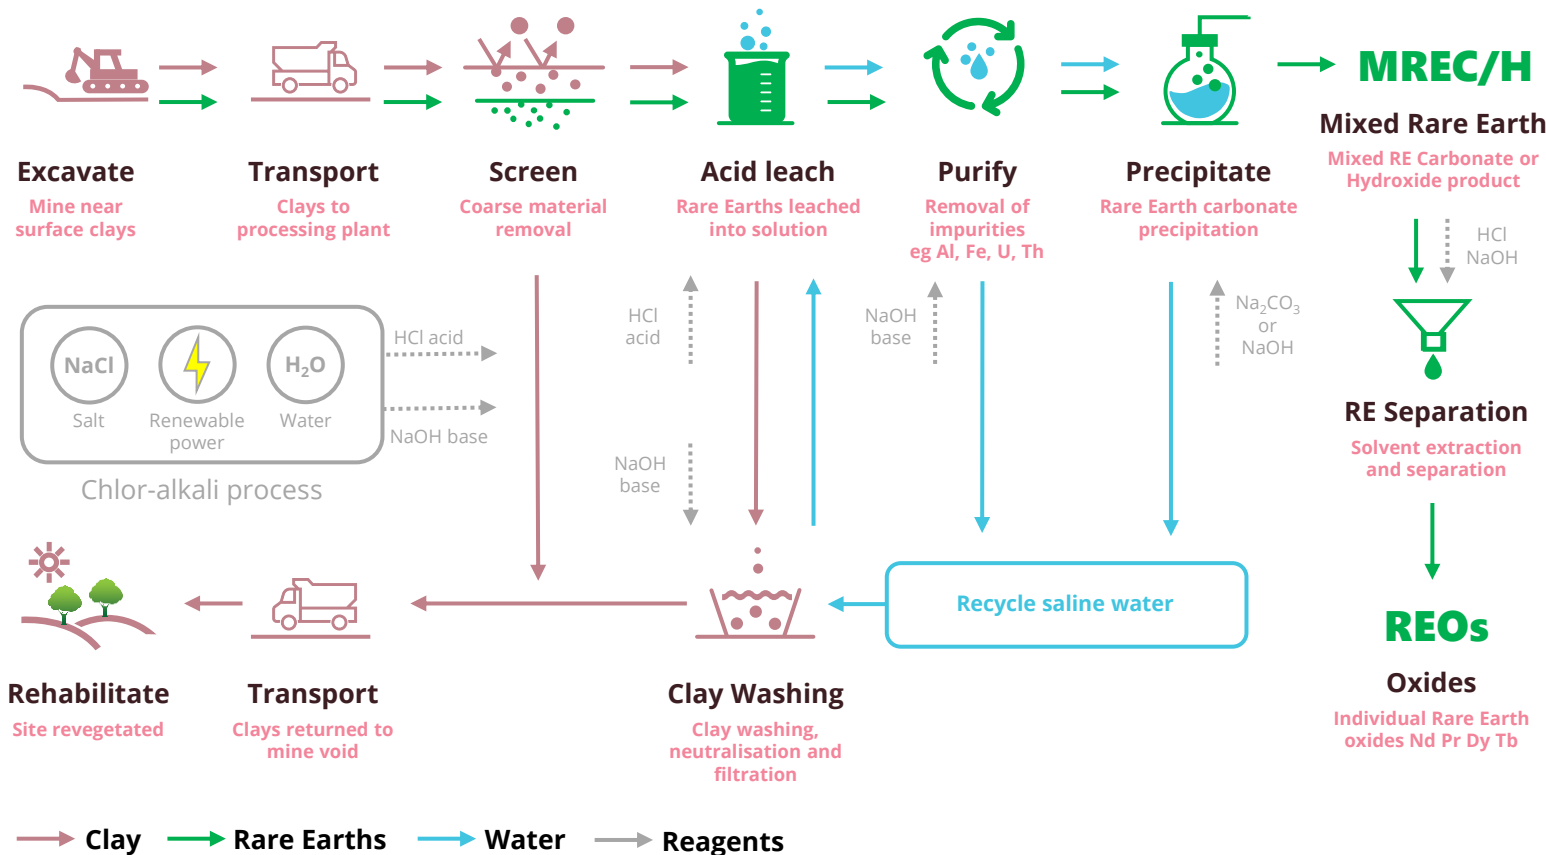 MREC/H
Mixed Rare Earth
Mixed RE Carbonate or
Hydroxide product
Excavate
Mine near
surface clays
Transport
Clays to
processing plant
Screen
Coarse material
removal
Acid leach
Rare Earths leached
into solution
Purify
Removal of
impurities
eg Al, Fe, U, Th
Precipitate
Rare Earth carbonate
precipitation
HCl
NaOH
NaCl
Salt
Renewable
power
H₂O
Water
Chlor-alkali process
HCl acid
NaOH base
HCl
acid
NaOH
base
NaOH
base
Na₂CO₃
or
NaOH
RE Separation
Solvent extraction
and separation
Recycle saline water
REOs
Oxides
Individual Rare Earth
oxides Nd Pr Dy Tb
Rehabilitate
Site revegetated
Transport
Clays returned to
mine void
Clay Washing
Clay washing,
neutralisation and
filtration
Clay
Rare Earths
Water
Reagents